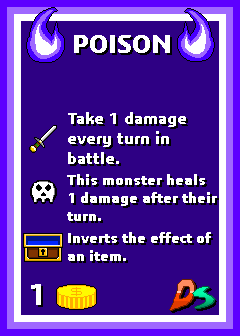 POISON
Take 1 damage
every turn in
battle.
This monster heals
1 damage after their
turn.
Inverts the effect of
an item.
1
DS